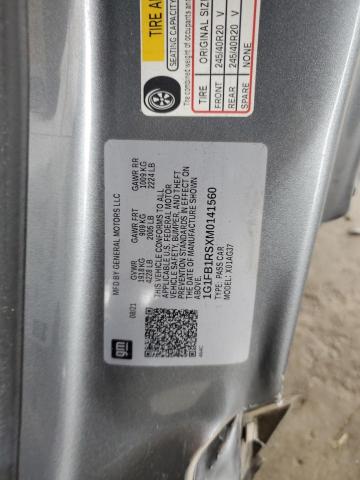 TIRE A
SEATING CAPACITY
The combined weight of occupants and
TIRE ORIGINAL SIZE
FRONT 245/40R20 V
REAR 245/40R20 V
SPARE NONE
MFD BY GENERAL MOTORS LLC
08/21 GVWR GAWR FRT GAWR RR
1918 KG 909 KG 1009 KG
4228 LB 2005 LB 2224 LB
THIS VEHICLE CONFORMS TO ALL
APPLICABLE U.S. FEDERAL MOTOR
VEHICLE SAFETY, BUMPER, AND THEFT
PREVENTION STANDARDS IN EFFECT ON
THE DATE OF MANUFACTURE SHOWN
ABOVE.
1G1FB1RSXM0141560
TYPE: PASS CAR
MODEL: X01AG37
gm